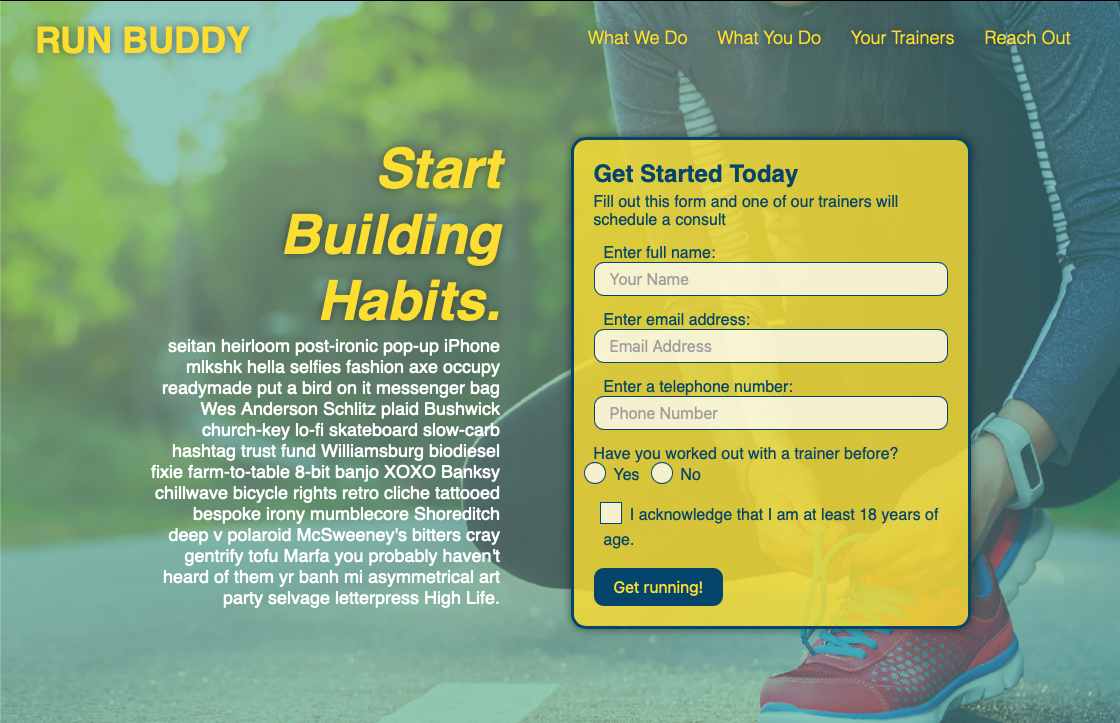 RUN BUDDY
What We Do
What You Do
Your Trainers
Reach Out
Start
Building
Habits.
seitan heirloom post-ironic pop-up iPhone
mlkshk hella selfies fashion axe occupy
readymade put a bird on it messenger bag
Wes Anderson Schlitz plaid Bushwick
church-key lo-fi skateboard slow-carb
hashtag trust fund Williamsburg biodiesel
fixie farm-to-table 8-bit banjo XOXO Banksy
chillwave bicycle rights retro cliche tattooed
bespoke irony mumblecore Shoreditch
deep v polaroid McSweeney's bitters cray
gentrify tofu Marfa you probably haven't
heard of them yr banh mi asymmetrical art
party selvage letterpress High Life.
Get Started Today
Fill out this form and one of our trainers will
schedule a consult
Enter full name:
Your Name
Enter email address:
Email Address
Enter a telephone number:
Phone Number
Have you worked out with a trainer before?
Yes No
I acknowledge that I am at least 18 years of
age.
Get running!